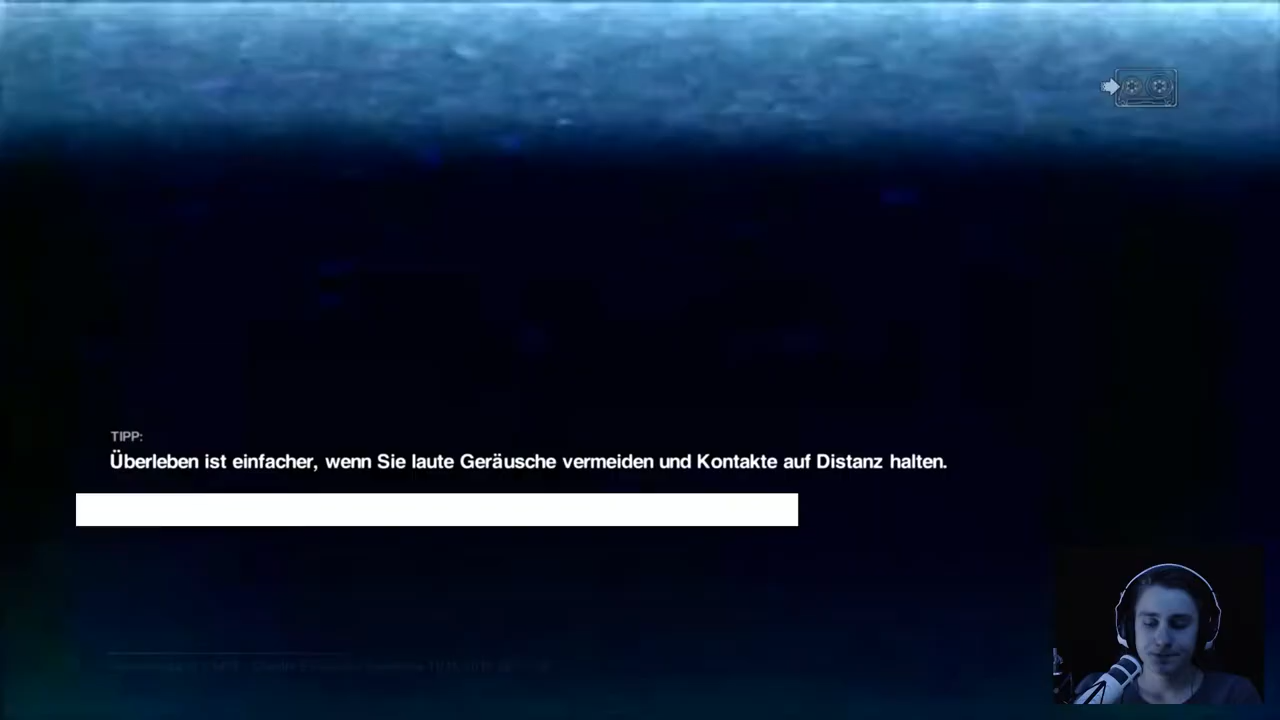 TIPP:
Überleben ist einfacher, wenn Sie laute Geräusche vermeiden und Kontakte auf Distanz halten.